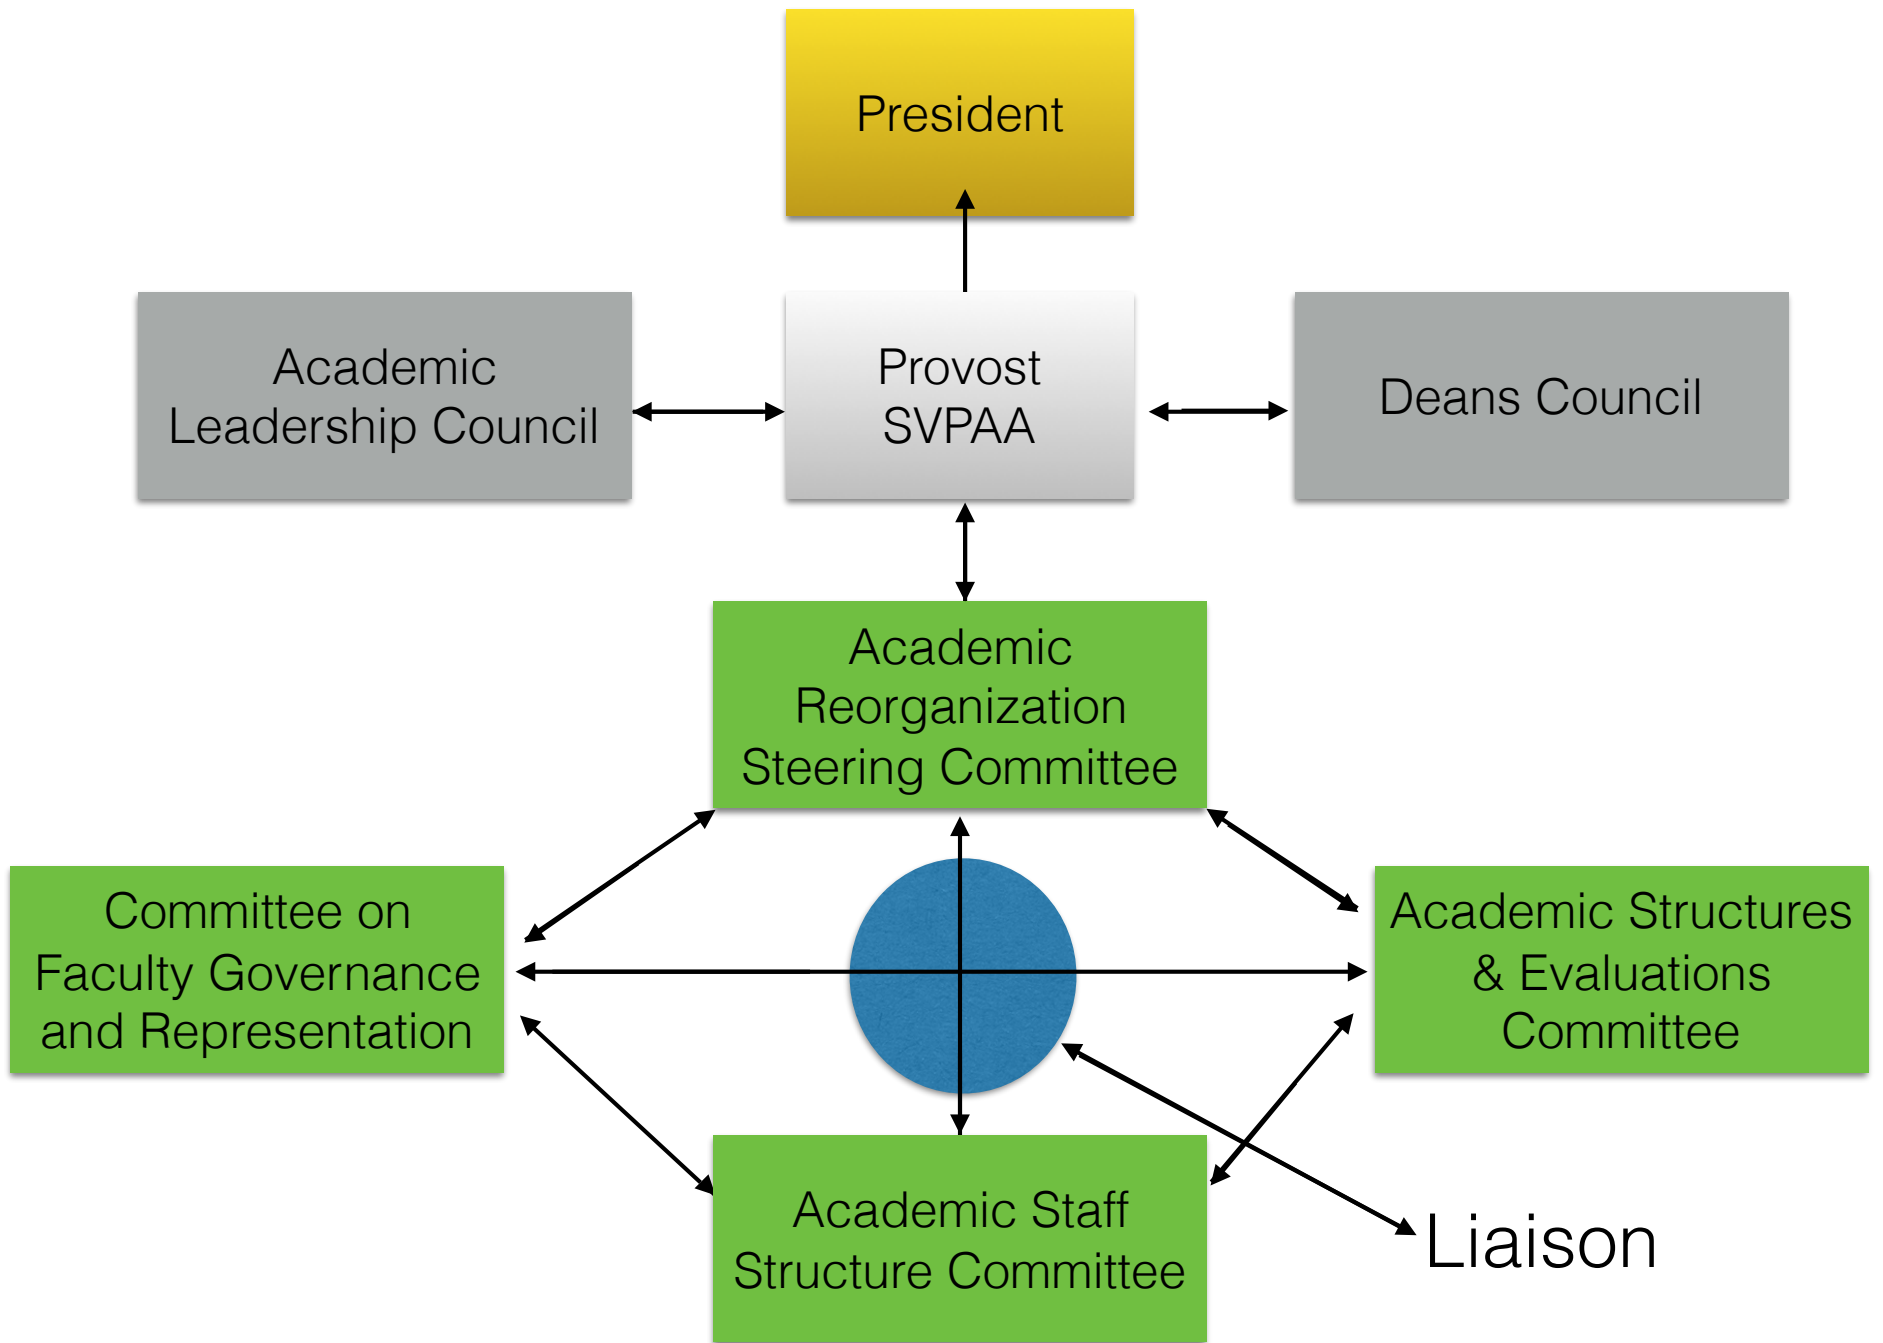 President
Academic
Leadership Council
Provost
SVPAA
Deans Council
Academic
Reorganization
Steering Committee
Committee on
Faculty Governance
and Representation
Academic Structures
& Evaluations
Committee
Academic Staff
Structure Committee
Liaison